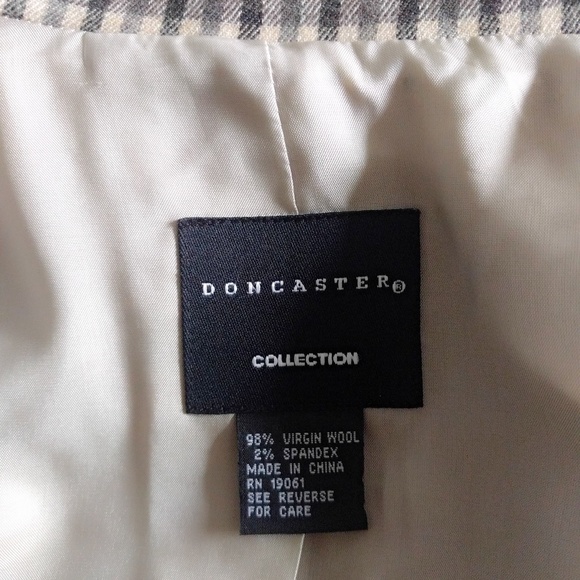 DONCASTER®
COLLECTION
98% VIRGIN WOOL
2% SPANDEX
MADE IN CHINA
RN 19061
SEE REVERSE
FOR CARE